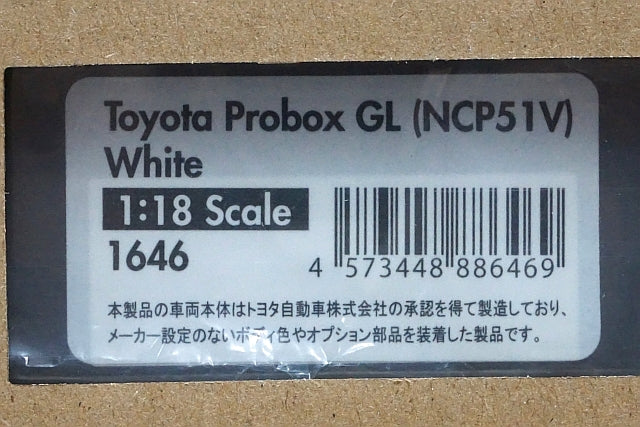 Toyota Probox GL (NCP51V)
White
1:18 Scale
1646
4 573448 886469
本製品の車両本体はトヨタ自動車株式会社の承認を得て製造しており、
メーカー設定のないボディ色やオプション部品を装着した製品です。